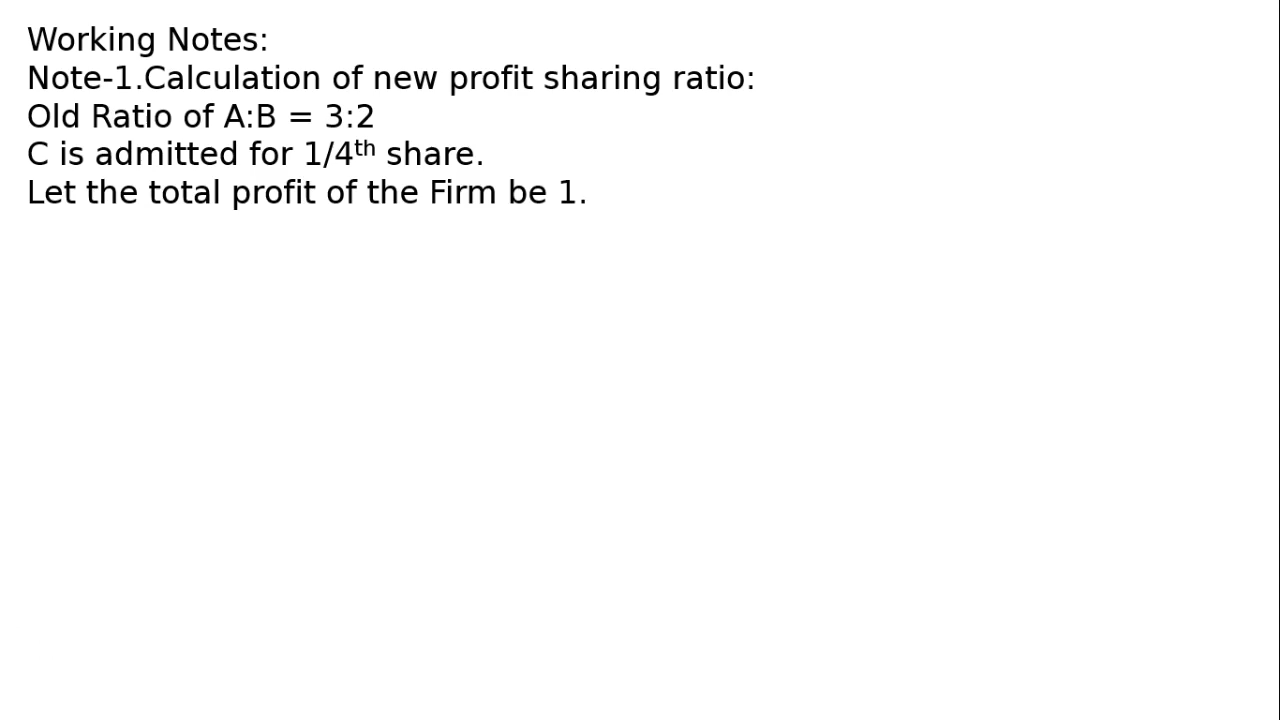 Working Notes:
Note-1.Calculation of new profit sharing ratio:
Old Ratio of A:B = 3:2
C is admitted for 1/4ᵗʰ share.
Let the total profit of the Firm be 1.